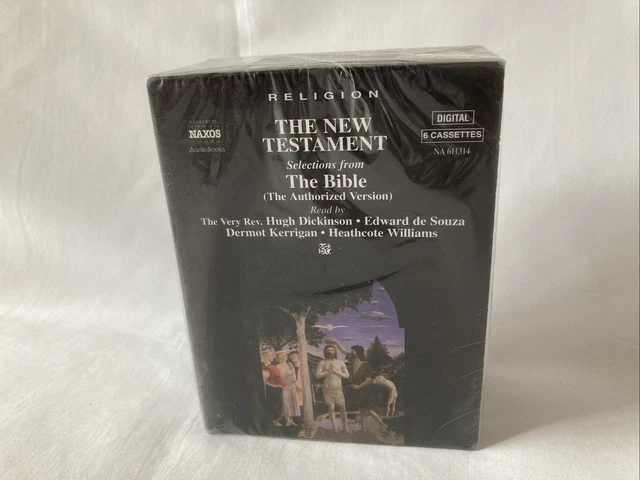 RELIGION
NAXOS
AudioBooks
THE NEW
TESTAMENT
DIGITAL
6 CASSETTES
NA 611314
Selections from
The Bible
(The Authorized Version)
Read by
The Very Rev. Hugh Dickinson • Edward de Souza
Dermot Kerrigan • Heathcote Williams